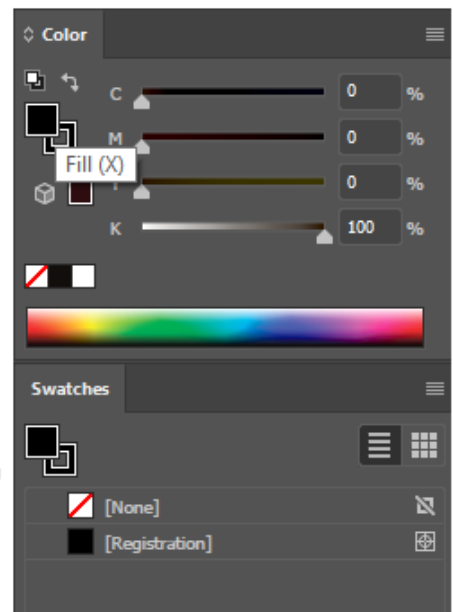 Color
C 0 %
M 0 %
Fill (X)
0 %
K 100 %
Swatches
[None]
[Registration]